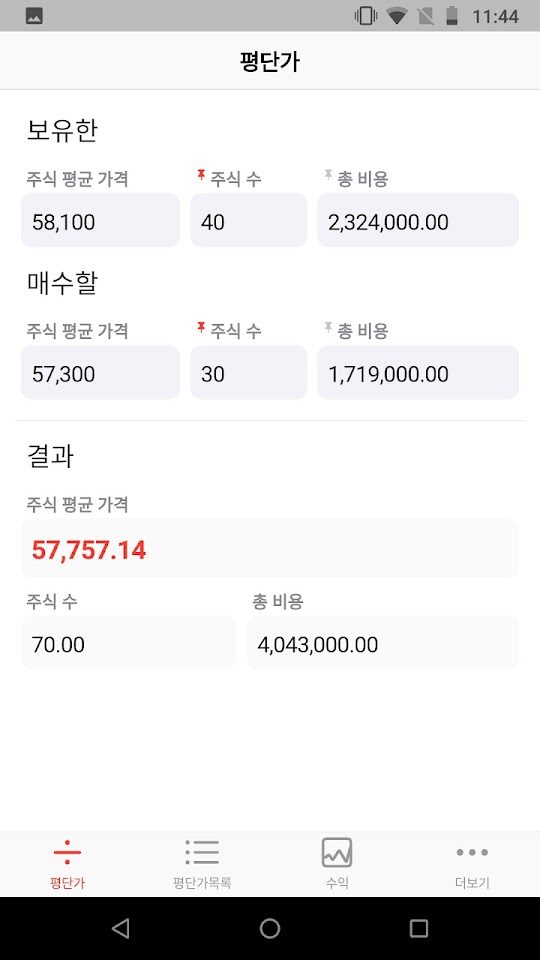 11:44
평단가
보유한
주식 평균 가격 주식 수 총 비용
58,100 40 2,324,000.00
매수할
주식 평균 가격 주식 수 총 비용
57,300 30 1,719,000.00
결과
주식 평균 가격
57,757.14
주식 수 총 비용
70.00 4,043,000.00
평단가 평단가목록 수익 더보기